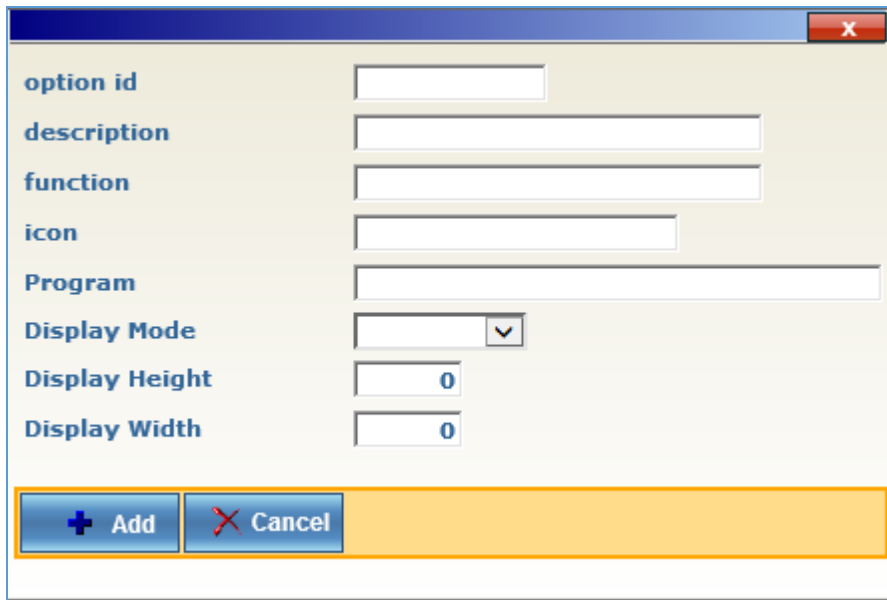 x
option id
description
function
icon
Program
Display Mode
Display Height 0
Display Width 0
Add Cancel